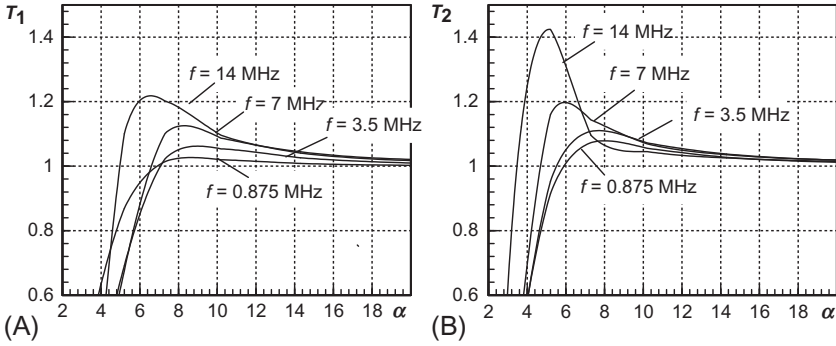 T1
1.4
1.2
1
0.8
0.6
f = 14 MHz
f = 7 MHz
f = 3.5 MHz
f = 0.875 MHz
2 4 6 8 10 12 14 16 18 α
(A)
T2
1.4
1.2
1
0.8
0.6
f = 14 MHz
f = 7 MHz
f = 3.5 MHz
f = 0.875 MHz
2 4 6 8 10 12 14 16 18 α
(B)